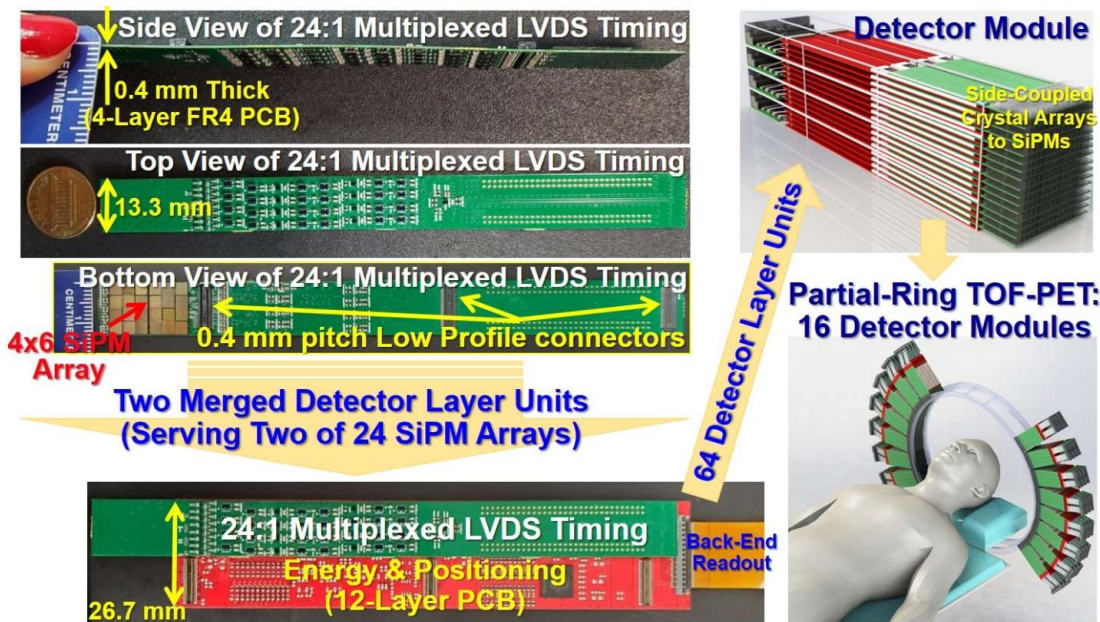 Side View of 24:1 Multiplexed LVDS Timing
CENTIMETER
1
0.4 mm Thick
(4-Layer FR4 PCB)
Top View of 24:1 Multiplexed LVDS Timing
13.3 mm
Bottom View of 24:1 Multiplexed LVDS Timing
CENTIMETER
1
4x6 SiPM
Array
0.4 mm pitch Low Profile connectors
Two Merged Detector Layer Units
(Serving Two of 24 SiPM Arrays)
24:1 Multiplexed LVDS Timing
Energy & Positioning
(12-Layer PCB)
26.7 mm
Back-End
Readout
64 Detector Layer Units
Detector Module
Side-Coupled
Crystal Arrays
to SiPMs
Partial-Ring TOF-PET:
16 Detector Modules